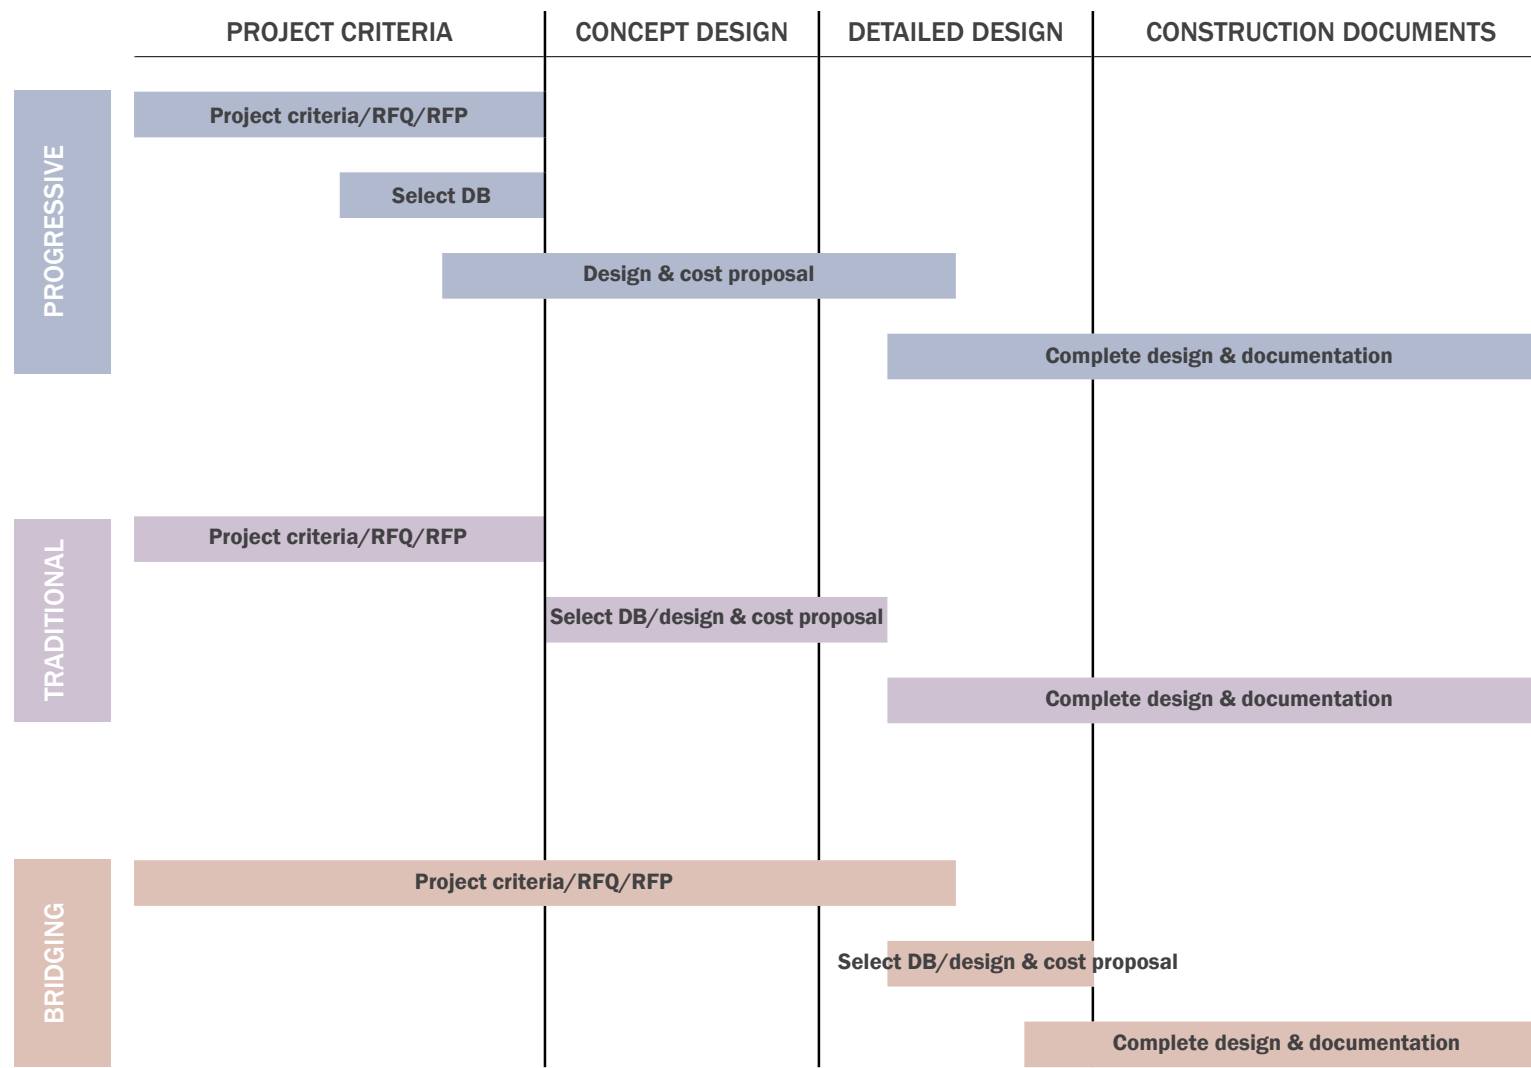 PROJECT CRITERIA
CONCEPT DESIGN
DETAILED DESIGN
CONSTRUCTION DOCUMENTS
PROGRESSIVE
Project criteria/RFQ/RFP
Select DB
Design & cost proposal
Complete design & documentation
TRADITIONAL
Project criteria/RFQ/RFP
Select DB/design & cost proposal
Complete design & documentation
BRIDGING
Project criteria/RFQ/RFP
Select DB/design & cost proposal
Complete design & documentation